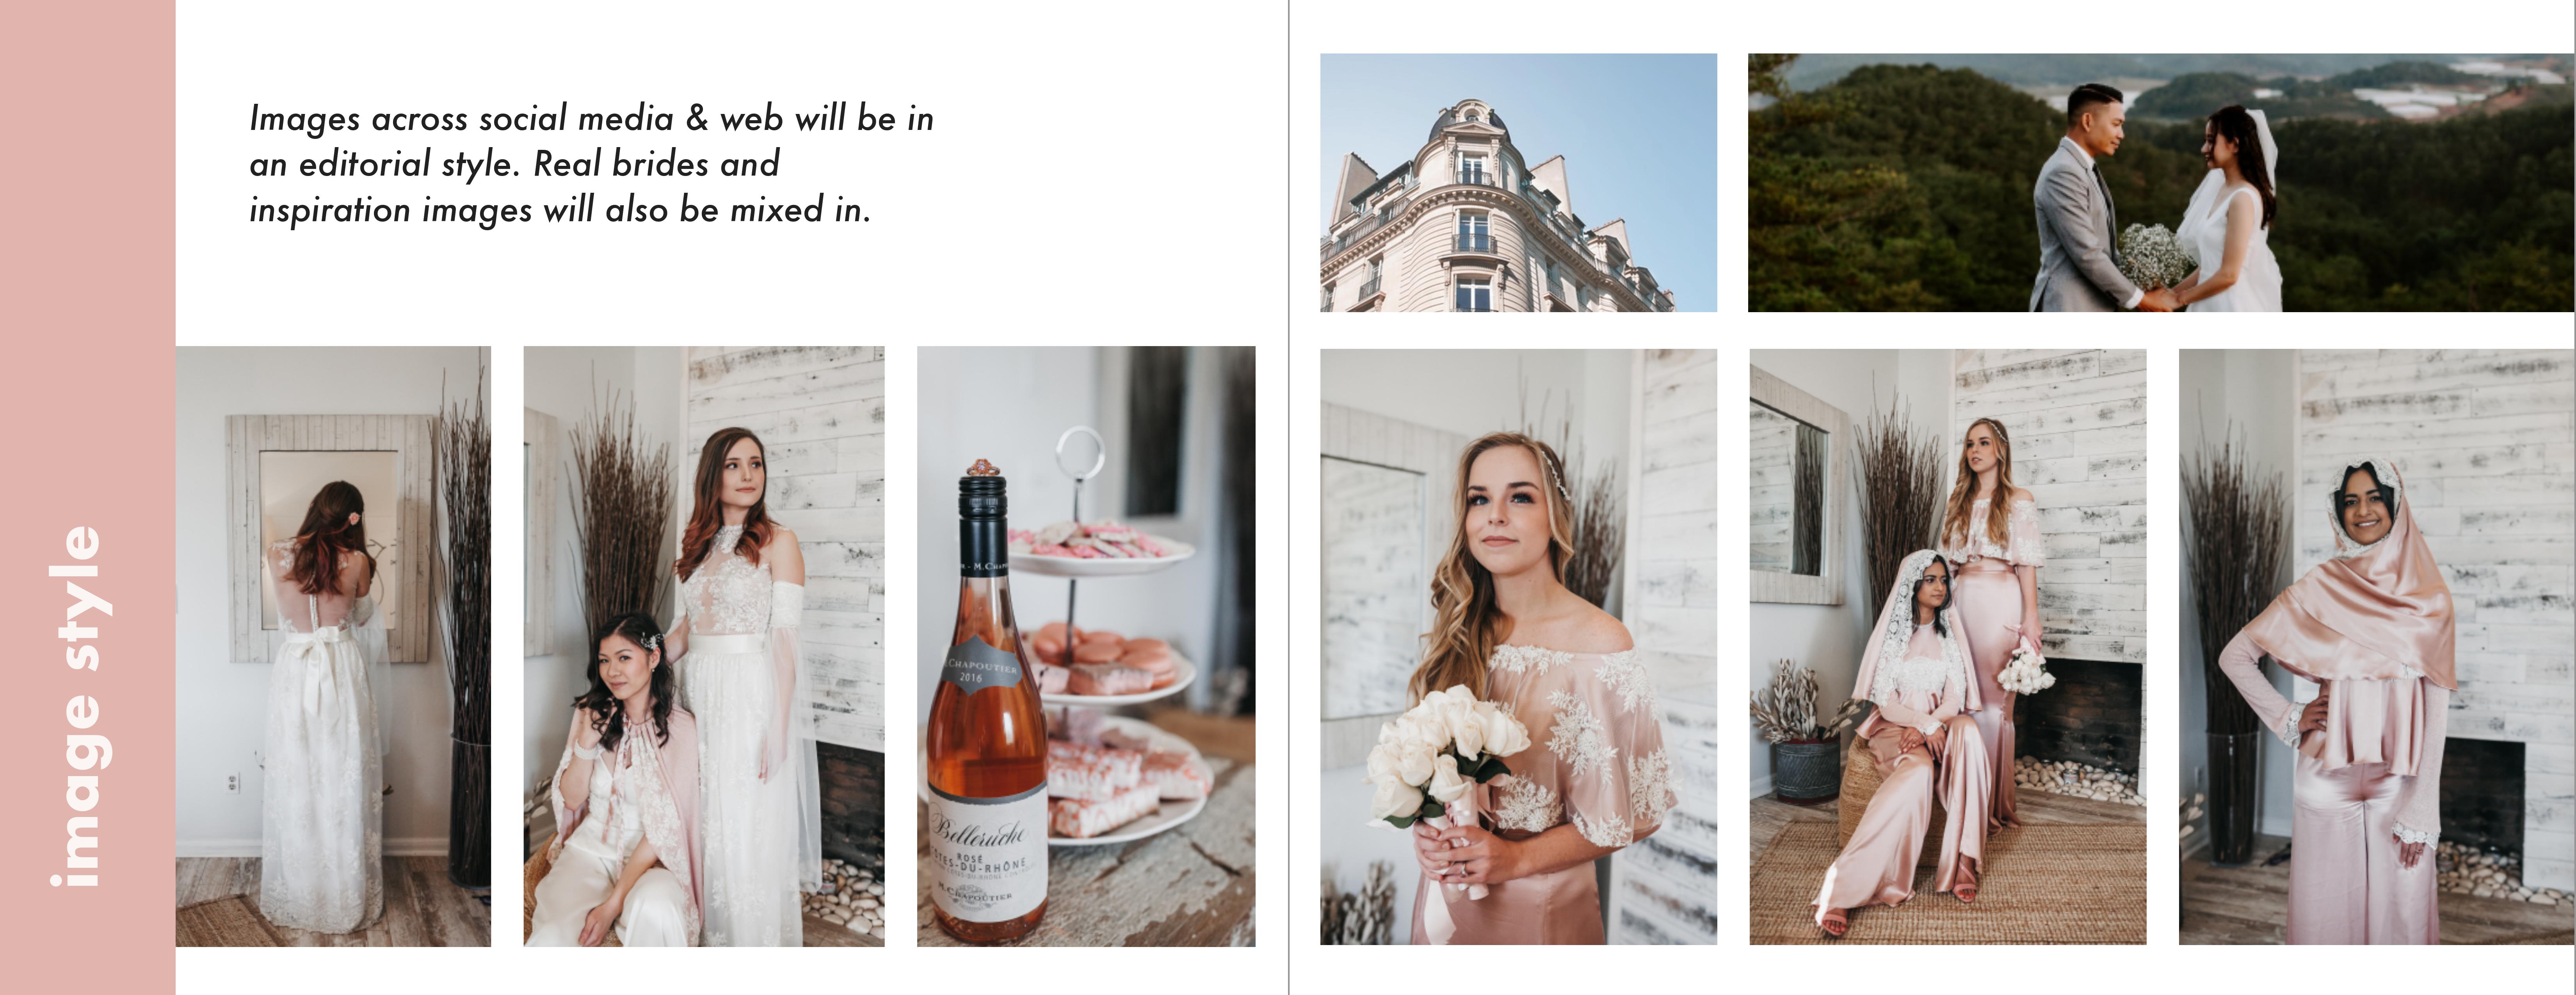 image style
Images across social media & web will be in
an editorial style. Real brides and
inspiration images will also be mixed in.
- M.CHAPOU
.CHAPOUTIER
2016
Belleruche
ROSÉ
CÔTES-DU-RHÔNE
M.CHAPOUTIER